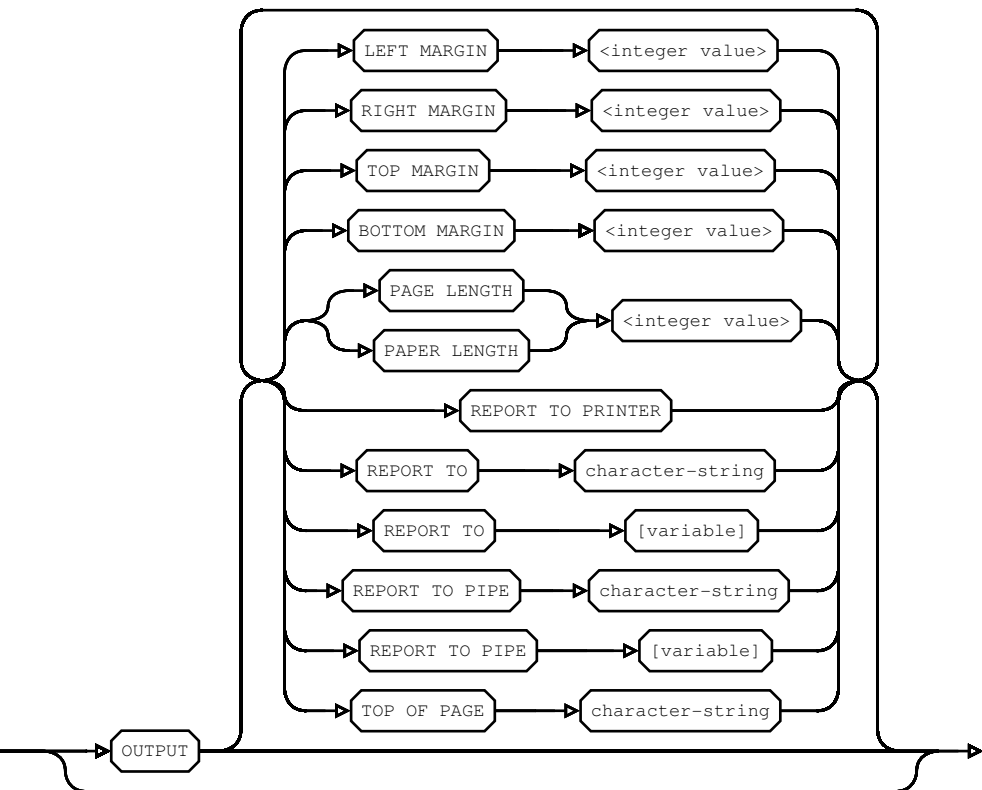 LEFT MARGIN <integer value>
RIGHT MARGIN <integer value>
TOP MARGIN <integer value>
BOTTOM MARGIN <integer value>
PAGE LENGTH
<integer value>
PAPER LENGTH
REPORT TO PRINTER
REPORT TO character-string
REPORT TO [variable]
REPORT TO PIPE character-string
REPORT TO PIPE [variable]
TOP OF PAGE character-string
OUTPUT